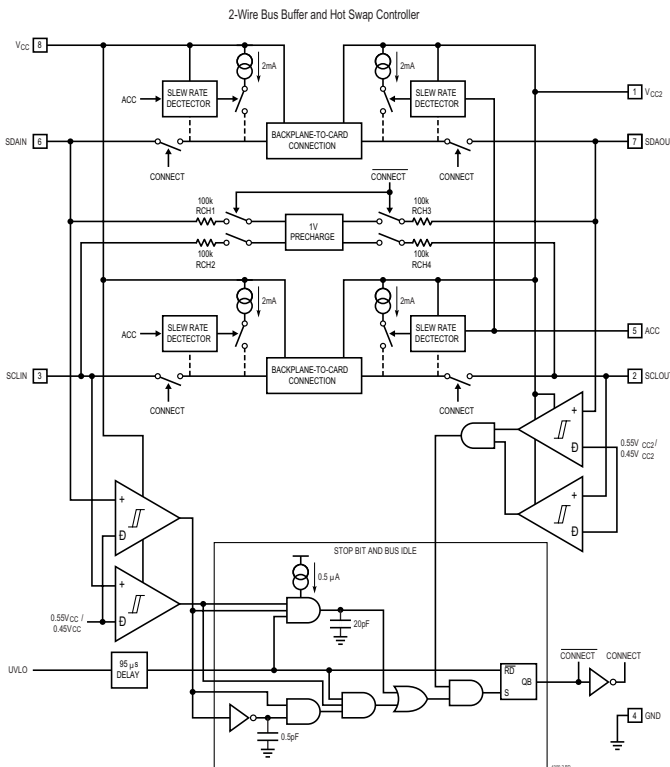 2-Wire Bus Buffer and Hot Swap Controller
VCC 8
2mA
2mA
ACC
SLEW RATE
DECTECTOR
SLEW RATE
DECTECTOR
1 VCC2
BACKPLANE-TO-CARD
CONNECTION
SDAIN 6
7 SDAOU
CONNECT
CONNECT
CONNECT
100k
RCH1
100k
RCH3
1V
PRECHARGE
100k
RCH2
100k
RCH4
2mA
2mA
ACC
SLEW RATE
DECTECTOR
SLEW RATE
DECTECTOR
5 ACC
BACKPLANE-TO-CARD
CONNECTION
SCLIN 3
2 SCLOUT
CONNECT
CONNECT
+
Ð
0.55VCC2/
0.45VCC2
+
Ð
+
Ð
STOP BIT AND BUS IDLE
0.5 µA
+
Ð
20pF
0.55VCC /
0.45VCC
UVLO
95 µs
DELAY
RD
QB
S
CONNECT
CONNECT
0.5pF
4 GND